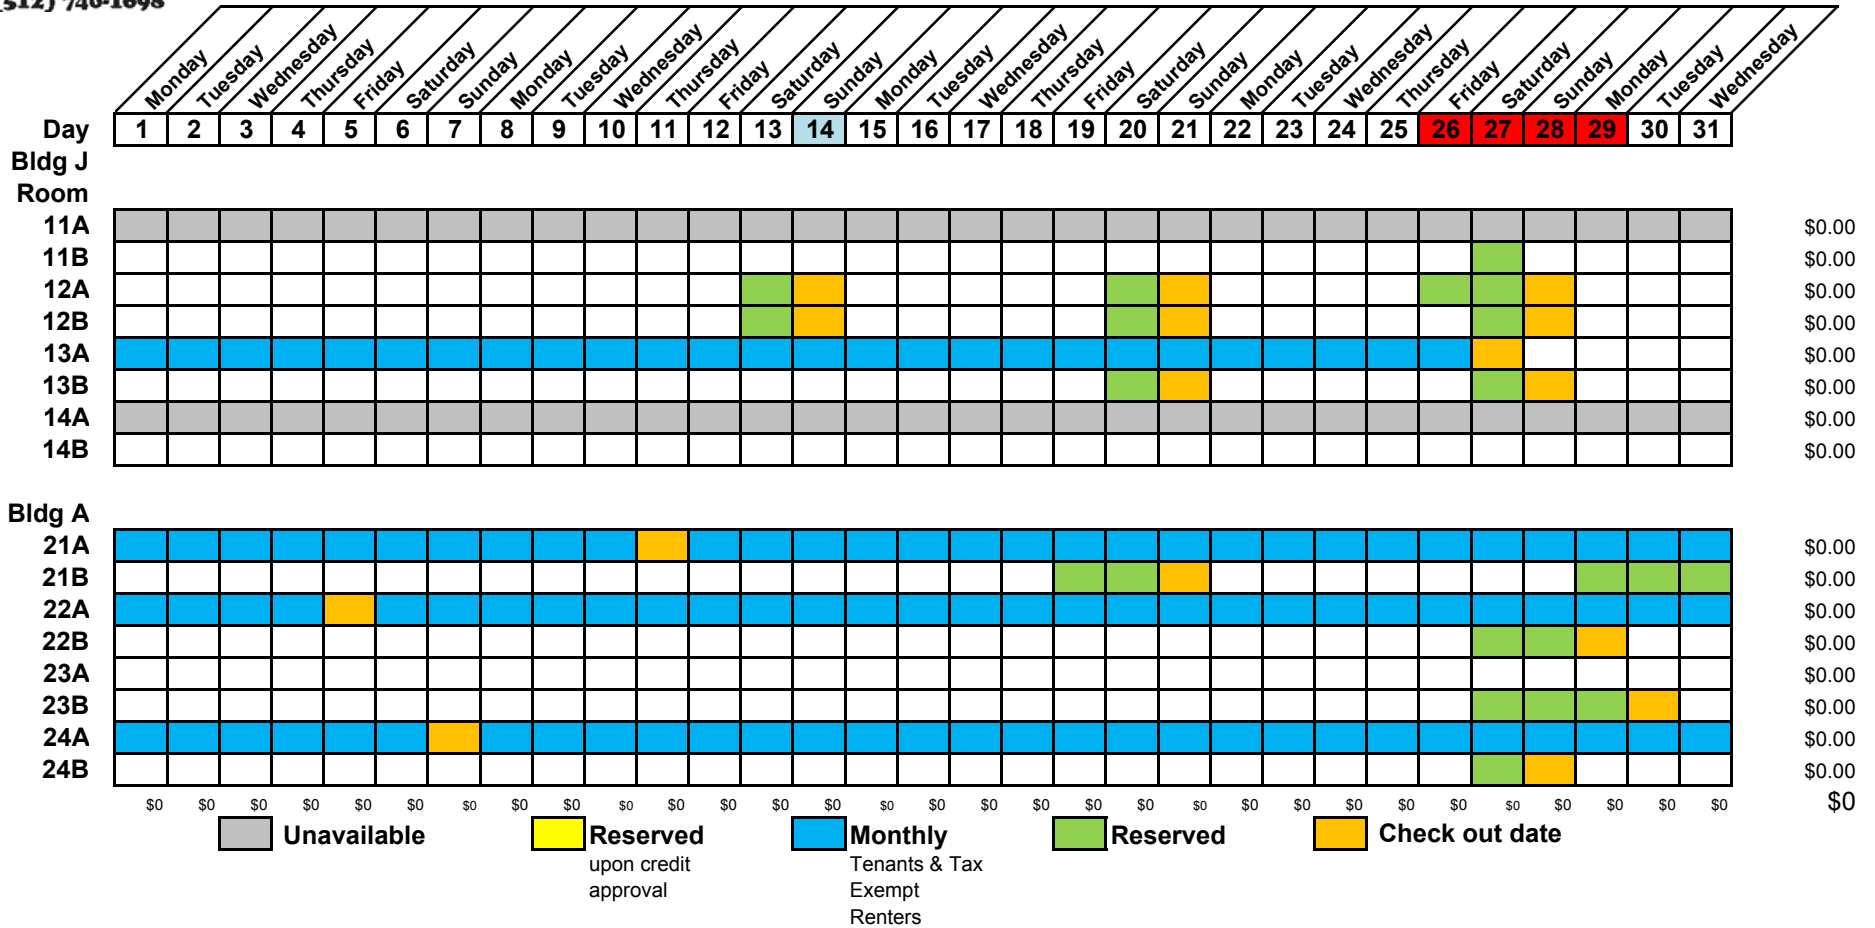 (512) 740-1698
Monday Tuesday Wednesday Thursday Friday Saturday Sunday Monday Tuesday Wednesday Thursday Friday Saturday Sunday Monday Tuesday Wednesday Thursday Friday Saturday Sunday Monday Tuesday Wednesday Thursday Friday Saturday Sunday Monday Tuesday Wednesday
Day 1 2 3 4 5 6 7 8 9 10 11 12 13 14 15 16 17 18 19 20 21 22 23 24 25 26 27 28 29 30 31
Bldg J
Room
11A $0.00
11B $0.00
12A $0.00
12B $0.00
13A $0.00
13B $0.00
14A $0.00
14B $0.00
Bldg A
21A $0.00
21B $0.00
22A $0.00
22B $0.00
23A $0.00
23B $0.00
24A $0.00
24B $0.00
$0 $0 $0 $0 $0 $0 $0 $0 $0 $0 $0 $0 $0 $0 $0 $0 $0 $0 $0 $0 $0 $0 $0 $0 $0 $0 $0 $0 $0 $0 $0 $0
Unavailable Reserved Monthly Reserved Check out date
upon credit Tenants & Tax
approval Exempt
Renters